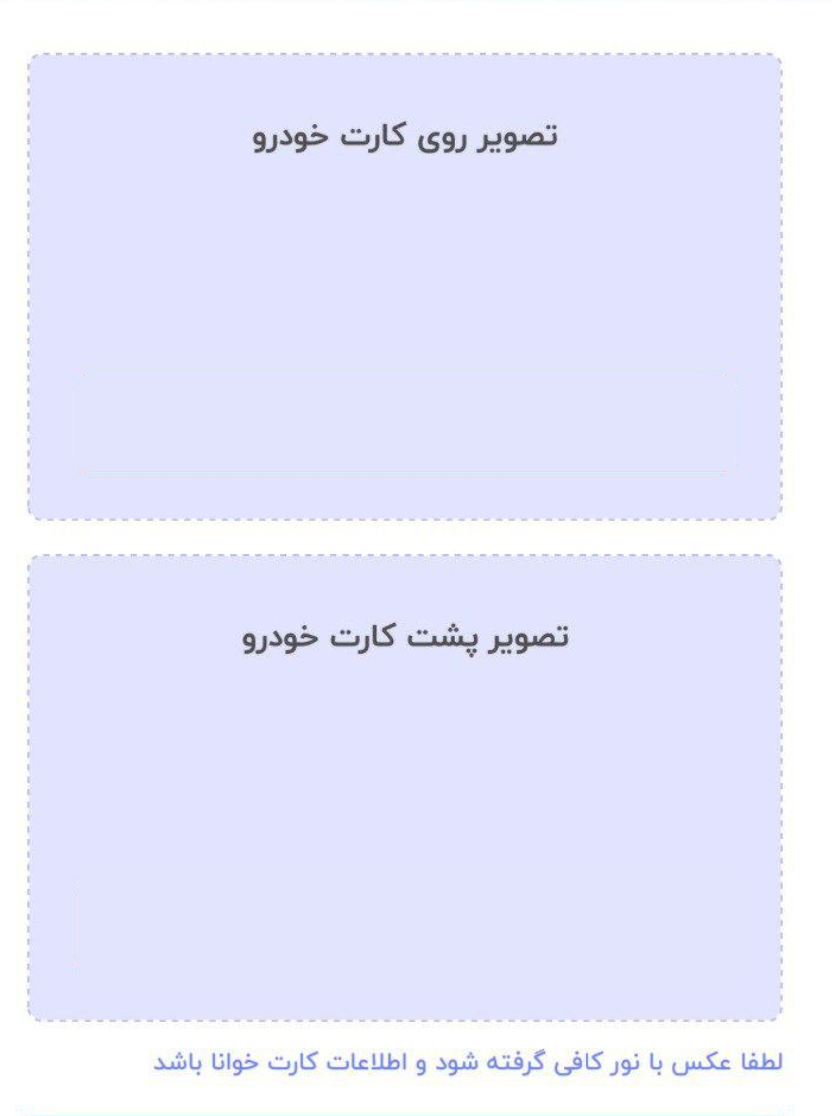 تصویر روی کارت خودرو
تصویر پشت کارت خودرو
لطفا عکس با نور کافی گرفته شود و اطلاعات کارت خوانا باشد